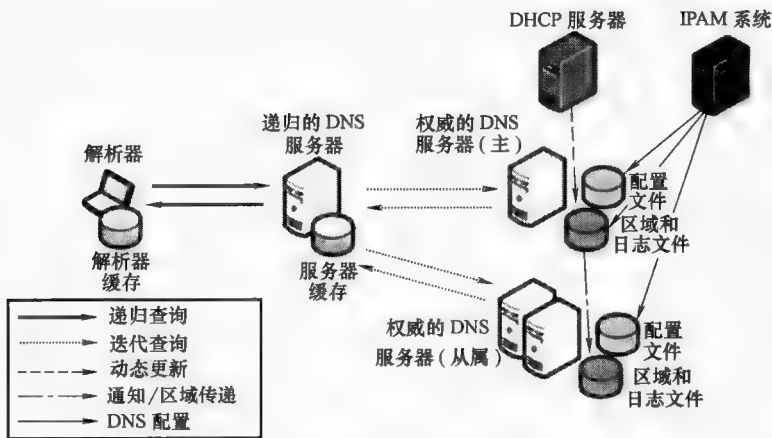 DHCP 服务器
IPAM 系统
递归的 DNS
服务器
权威的 DNS
服务器(主)
解析器
配置
文件
区域和
日志文件
解析器
缓存
服务器
缓存
权威的 DNS
服务器(从属)
配置
文件
区域和
日志文件
递归查询
迭代查询
动态更新
通知/区域传递
DNS 配置